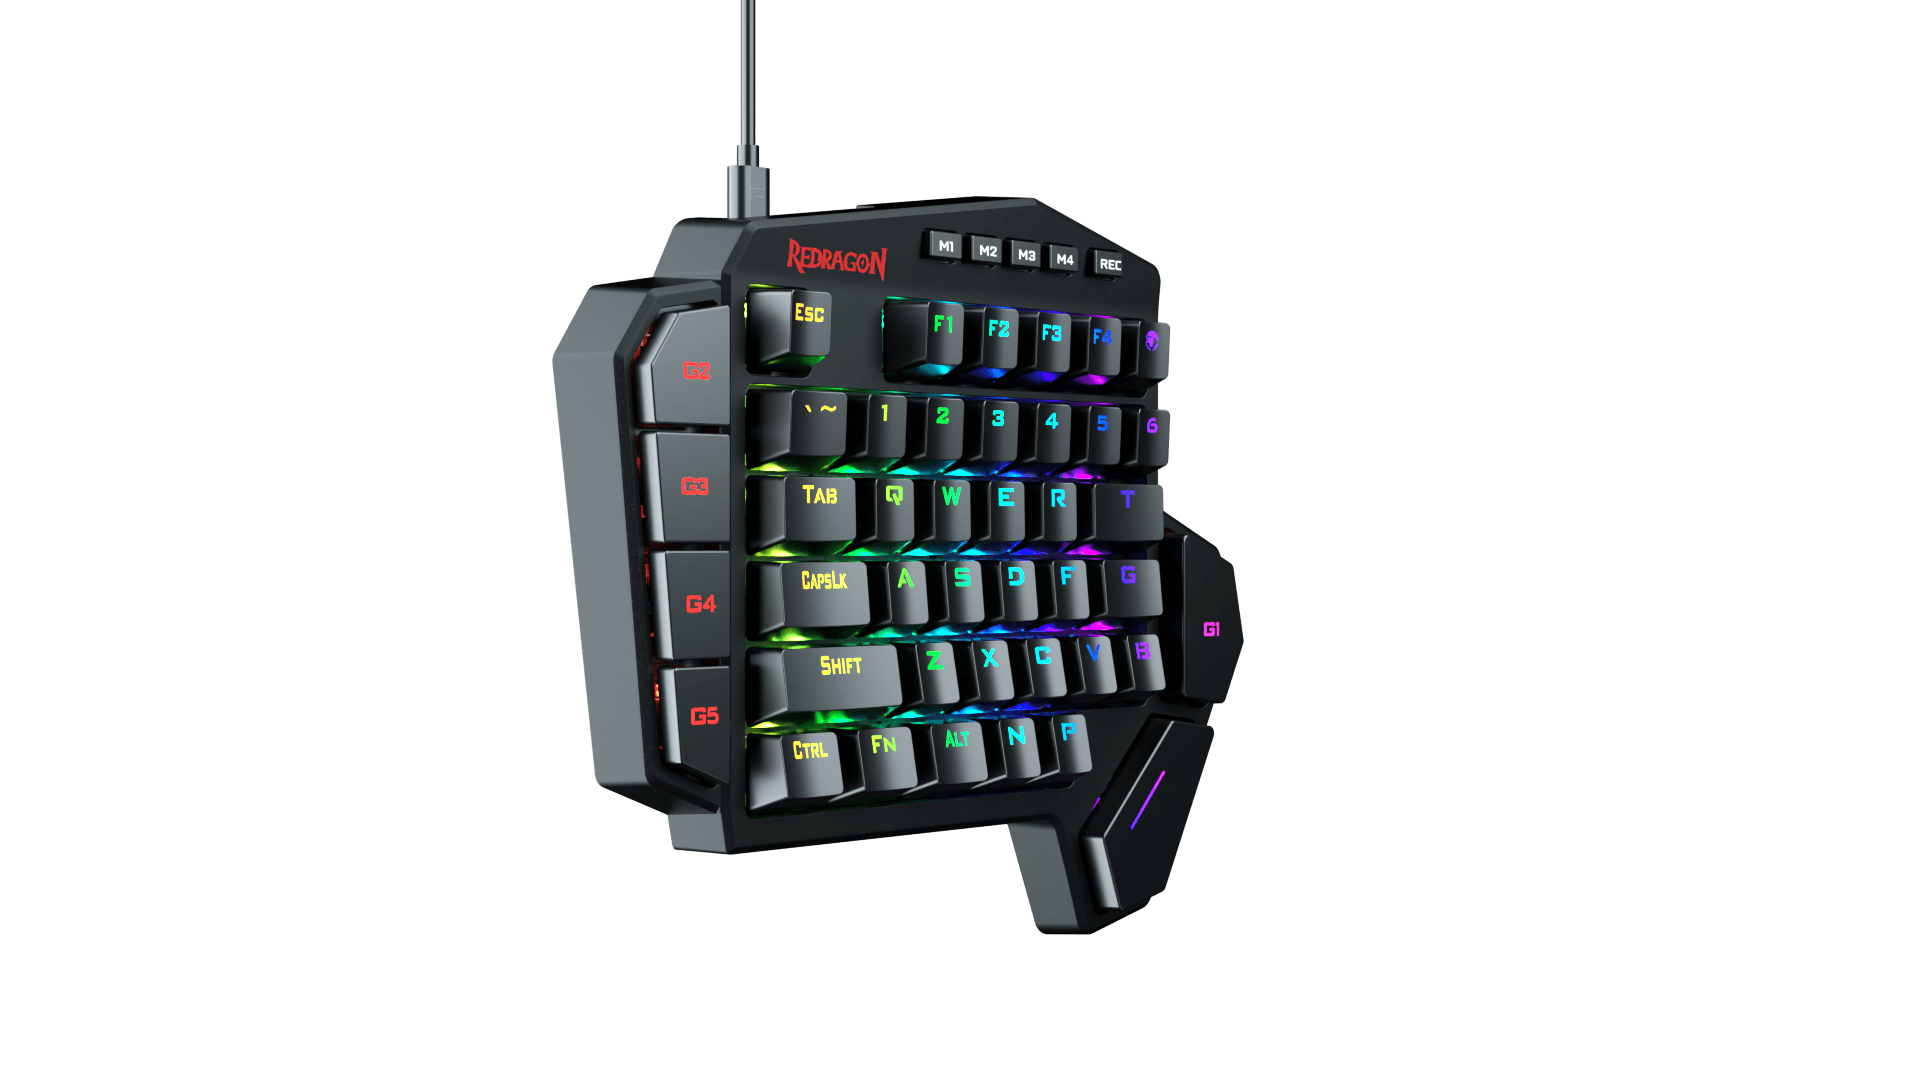 REDRAGON
M1 M2 M3 M4 REC
Esc F1 F2 F3 F4
G2
` ~ 1 2 3 4 5 6
G3
Tab Q W E R T
CapsLk A S D F G
G4
G1
Shift Z X C V B
G5
Ctrl Fn Alt N P